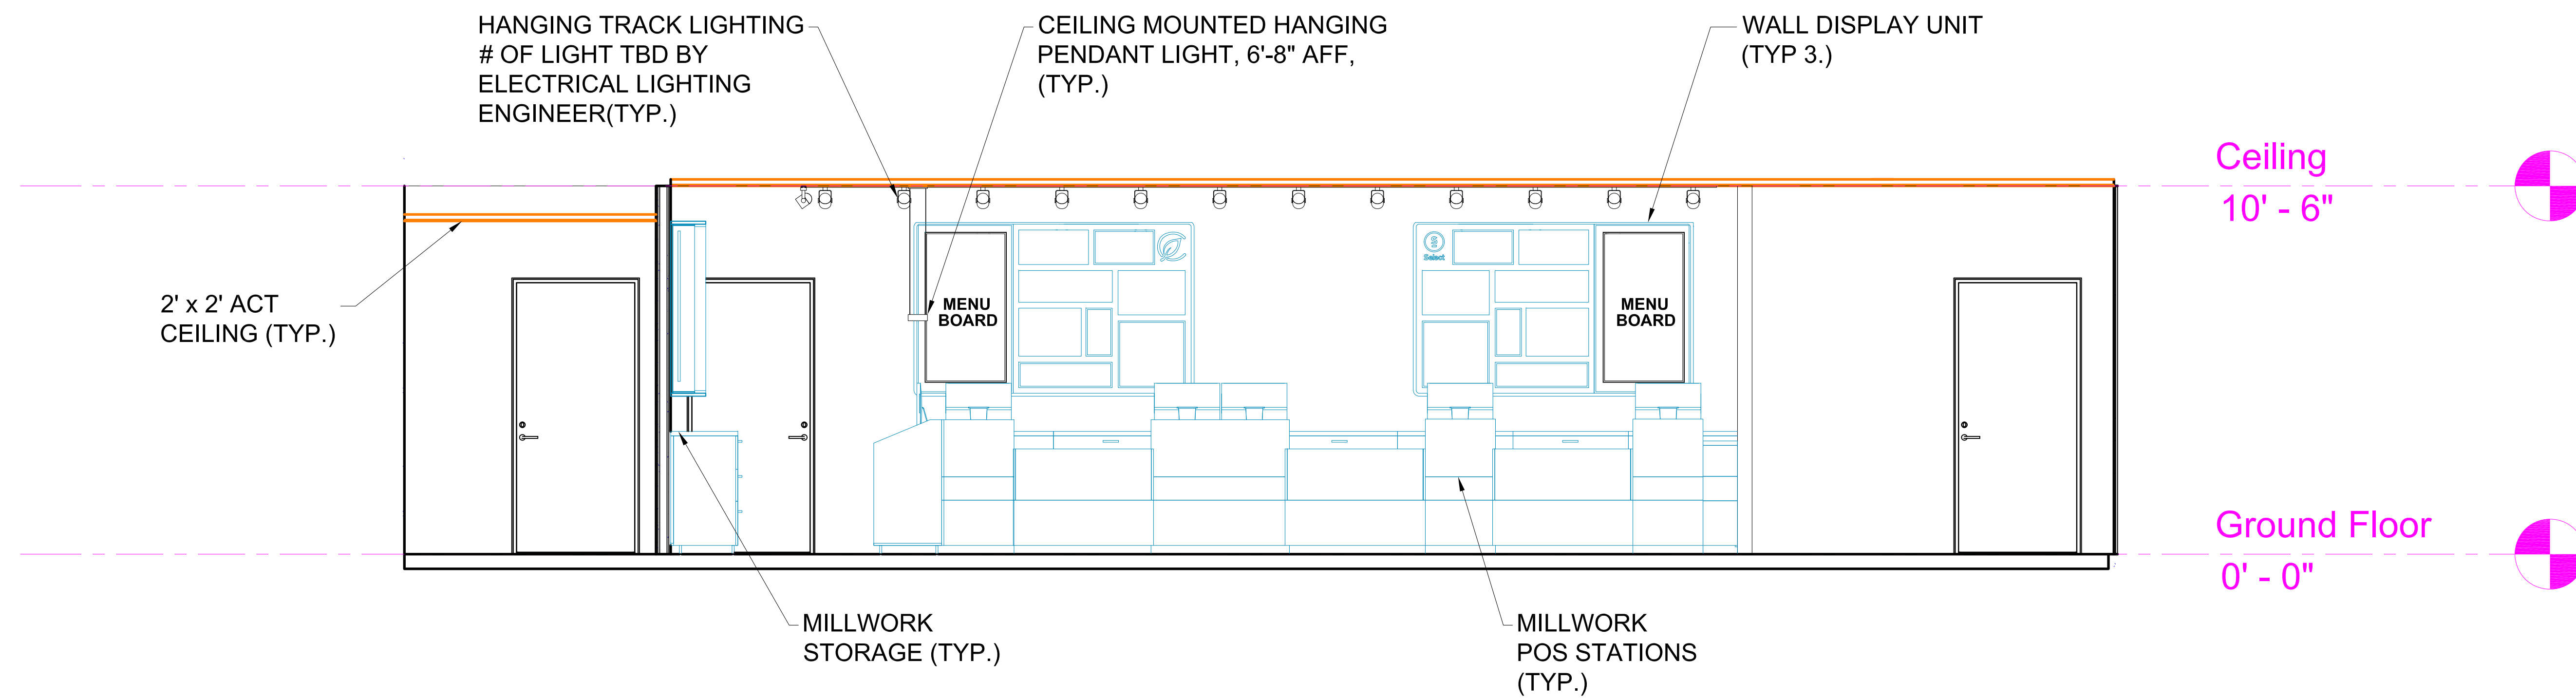 HANGING TRACK LIGHTING
# OF LIGHT TBD BY
ELECTRICAL LIGHTING
ENGINEER(TYP.)
CEILING MOUNTED HANGING
PENDANT LIGHT, 6'-8" AFF,
(TYP.)
WALL DISPLAY UNIT
(TYP 3.)
Ceiling
10' - 6"
2' x 2' ACT
CEILING (TYP.)
MENU
BOARD
S
Select
MENU
BOARD
Ground Floor
0' - 0"
MILLWORK
STORAGE (TYP.)
MILLWORK
POS STATIONS
(TYP.)